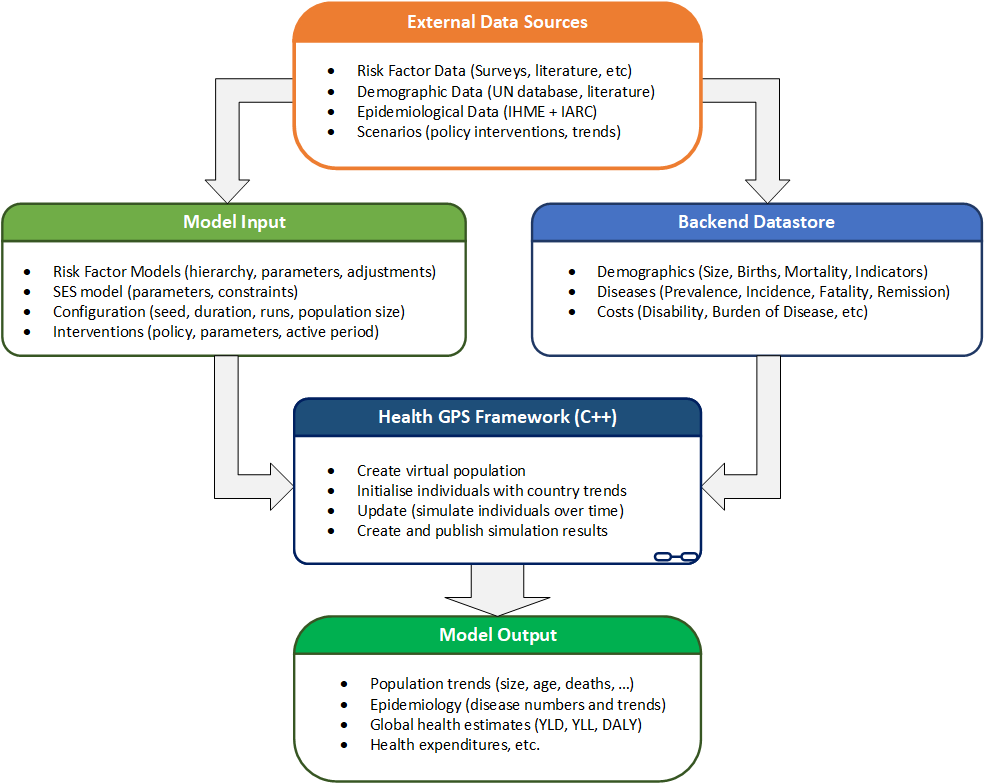 External Data Sources
• Risk Factor Data (Surveys, literature, etc)
• Demographic Data (UN database, literature)
• Epidemiological Data (IHME + IARC)
• Scenarios (policy interventions, trends)
Model Input
• Risk Factor Models (hierarchy, parameters, adjustments)
• SES model (parameters, constraints)
• Configuration (seed, duration, runs, population size)
• Interventions (policy, parameters, active period)
Backend Datastore
• Demographics (Size, Births, Mortality, Indicators)
• Diseases (Prevalence, Incidence, Fatality, Remission)
• Costs (Disability, Burden of Disease, etc)
Health GPS Framework (C++)
• Create virtual population
• Initialise individuals with country trends
• Update (simulate individuals over time)
• Create and publish simulation results
Model Output
• Population trends (size, age, deaths, ...)
• Epidemiology (disease numbers and trends)
• Global health estimates (YLD, YLL, DALY)
• Health expenditures, etc.